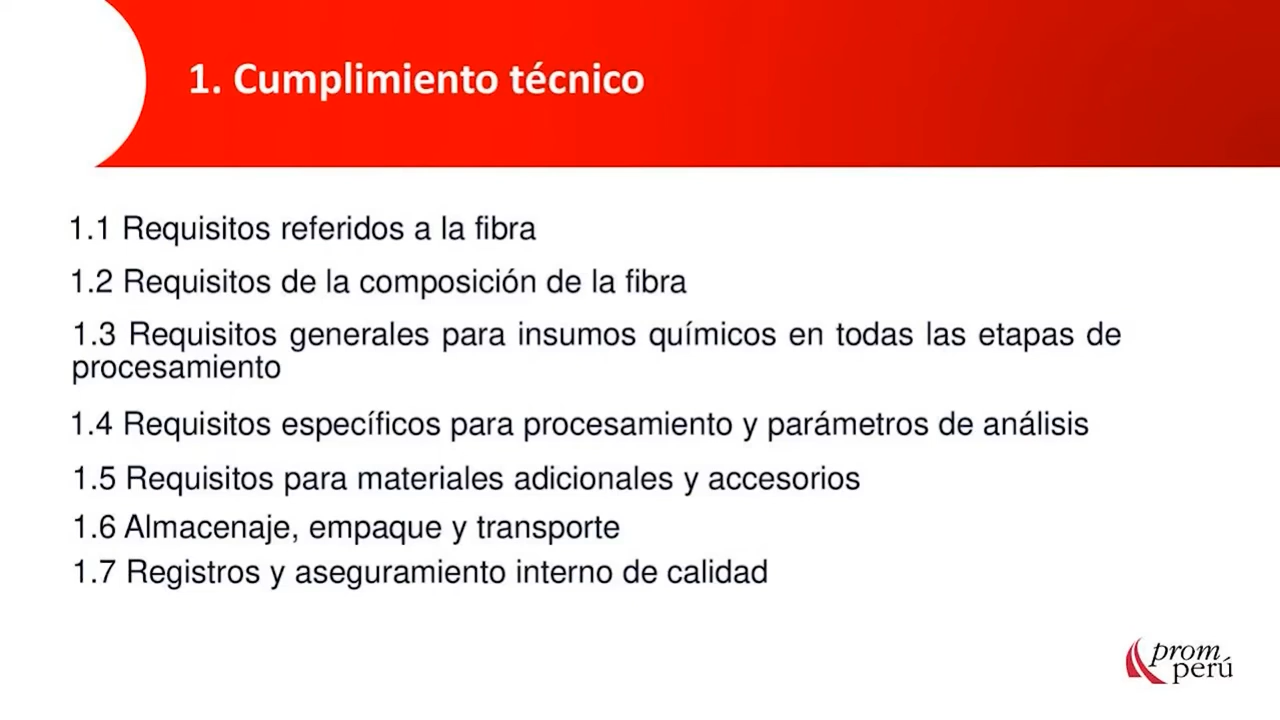 1. Cumplimiento técnico
1.1 Requisitos referidos a la fibra
1.2 Requisitos de la composición de la fibra
1.3 Requisitos generales para insumos químicos en todas las etapas de
procesamiento
1.4 Requisitos específicos para procesamiento y parámetros de análisis
1.5 Requisitos para materiales adicionales y accesorios
1.6 Almacenaje, empaque y transporte
1.7 Registros y aseguramiento interno de calidad
prom
perú